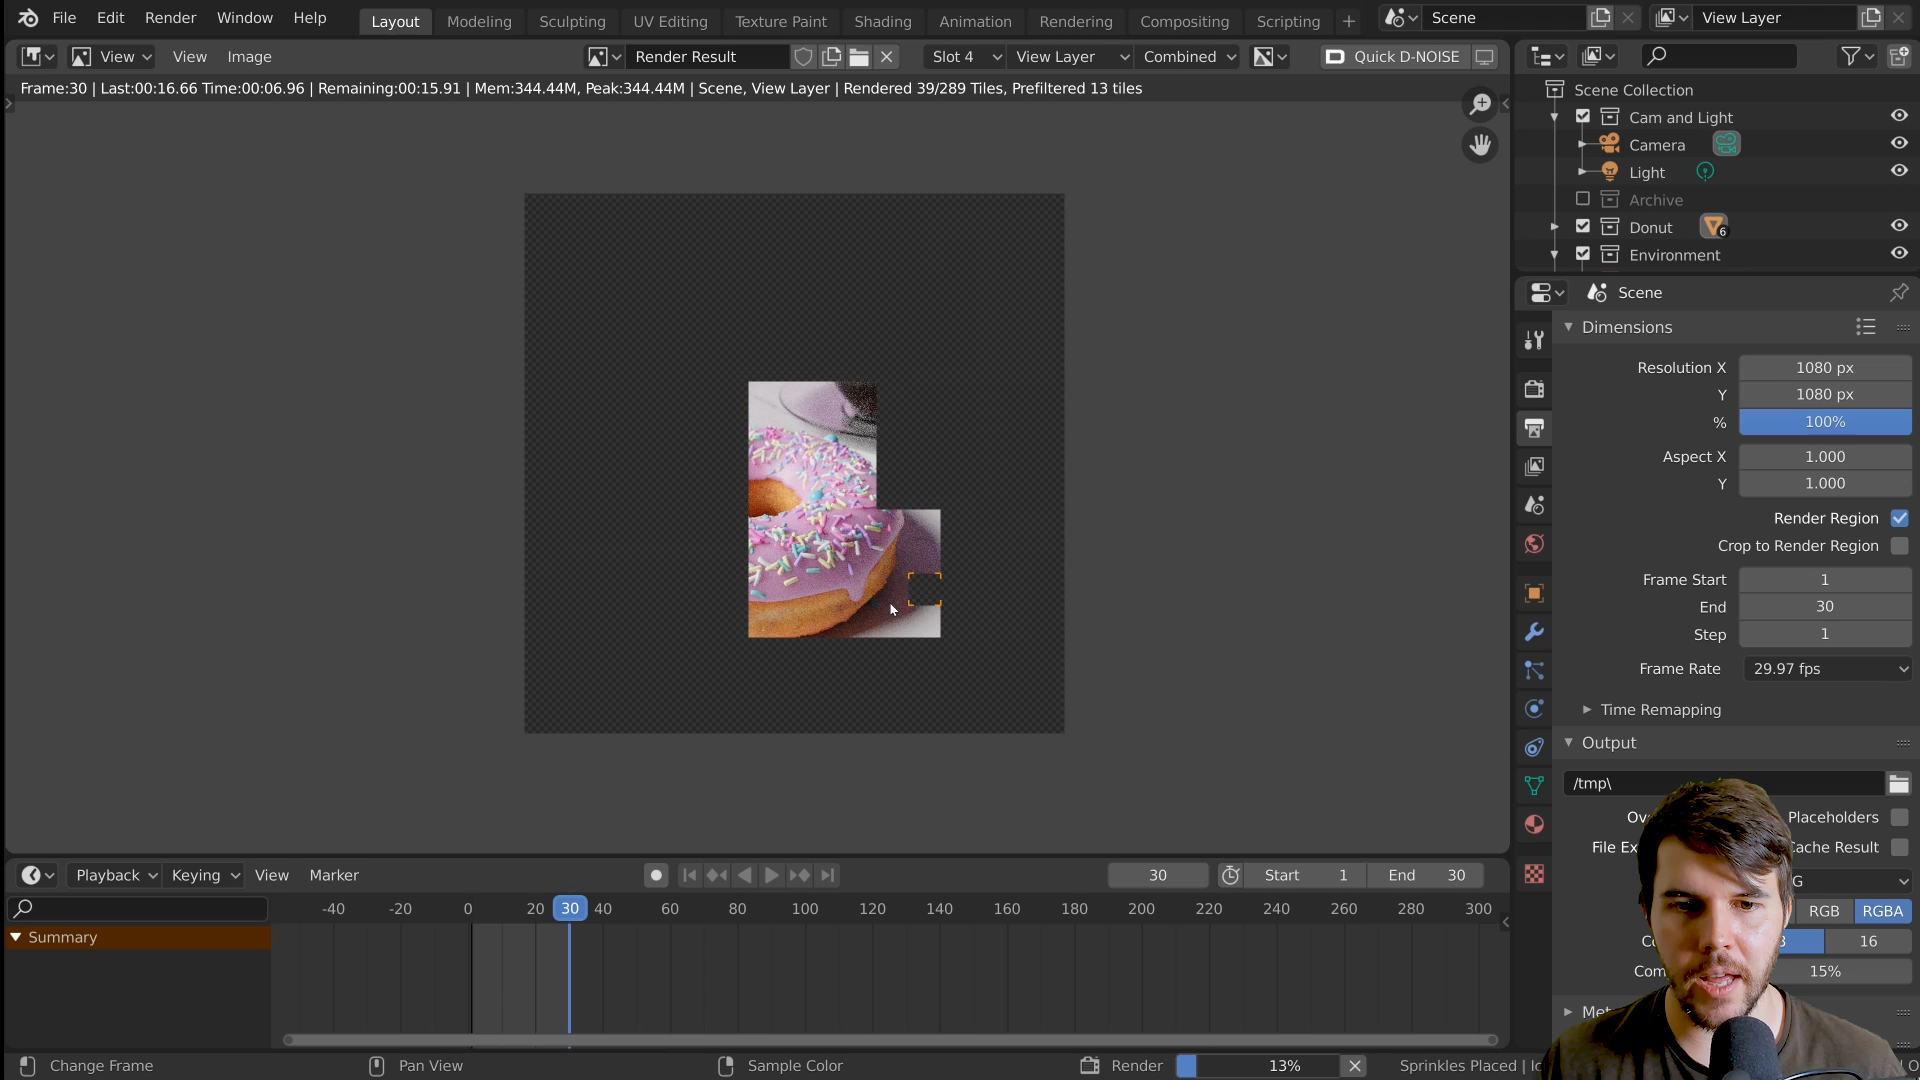 File Edit Render Window Help Layout Modeling Sculpting UV Editing Texture Paint Shading Animation Rendering Compositing Scripting + Scene View Layer
View View Image Render Result Slot 4 View Layer Combined Quick D-NOISE
Frame:30 | Last:00:16.66 Time:00:06.96 | Remaining:00:15.91 | Mem:344.44M, Peak:344.44M | Scene, View Layer | Rendered 39/289 Tiles, Prefiltered 13 tiles
Scene Collection
Cam and Light
Camera
Light
Archive
Donut 6
Environment
Scene
Dimensions
Resolution X 1080 px
Y 1080 px
% 100%
Aspect X 1.000
Y 1.000
Render Region
Crop to Render Region
Frame Start 1
End 30
Step 1
Frame Rate 29.97 fps
Time Remapping
Output
/tmp\
Placeholders
Cache Result
RGB RGBA
16
15%
Playback Keying View Marker 30 Start 1 End 30
-40 -20 0 20 30 40 60 80 100 120 140 160 180 200 220 240 260 280 300
Summary
Change Frame Pan View Sample Color Render 13% Sprinkles Placed |